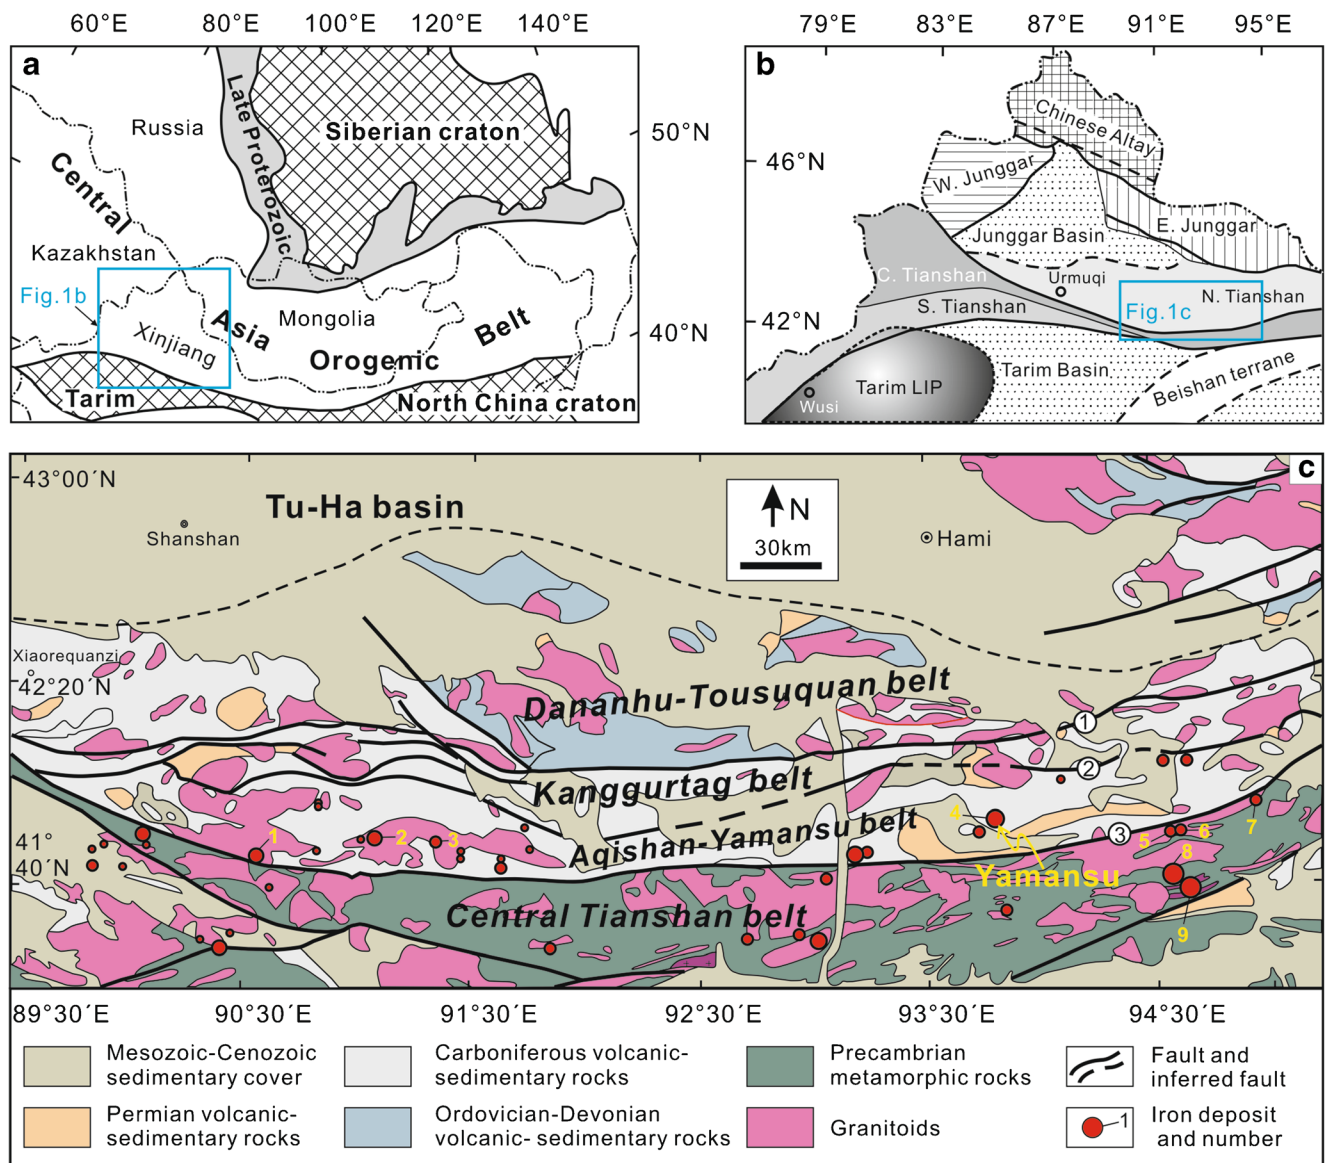 60°E 80°E 100°E 120°E 140°E
a
Late Proterozoic
Russia
Siberian craton
50°N
Central
Kazakhstan
Fig.1b
Xinjiang
Asia
Mongolia
Belt
40°N
Orogenic
Tarim
North China craton
79°E 83°E 87°E 91°E 95°E
b
Chinese Altay
46°N
W. Junggar
Junggar Basin
E. Junggar
C. Tianshan
Urmuqi
N. Tianshan
S. Tianshan
Fig.1c
42°N
Tarim Basin
Tarim LIP
Beishan terrane
Wusi
c
43°00´N
Tu-Ha basin
Shanshan
N
30km
Hami
Xiaorequanzi
42°20´N
Dananhu-Tousuquan belt
1
2
Kanggurtag belt
Aqishan-Yamansu belt
3
41°
40´N
1
2
3
4
5
6
7
8
9
Yamansu
Central Tianshan belt
89°30´E 90°30´E 91°30´E 92°30´E 93°30´E 94°30´E
Mesozoic-Cenozoic
sedimentary cover
Carboniferous volcanic-
sedimentary rocks
Precambrian
metamorphic rocks
Fault and
inferred fault
Permian volcanic-
sedimentary rocks
Ordovician-Devonian
volcanic- sedimentary rocks
Granitoids
1
Iron deposit
and number